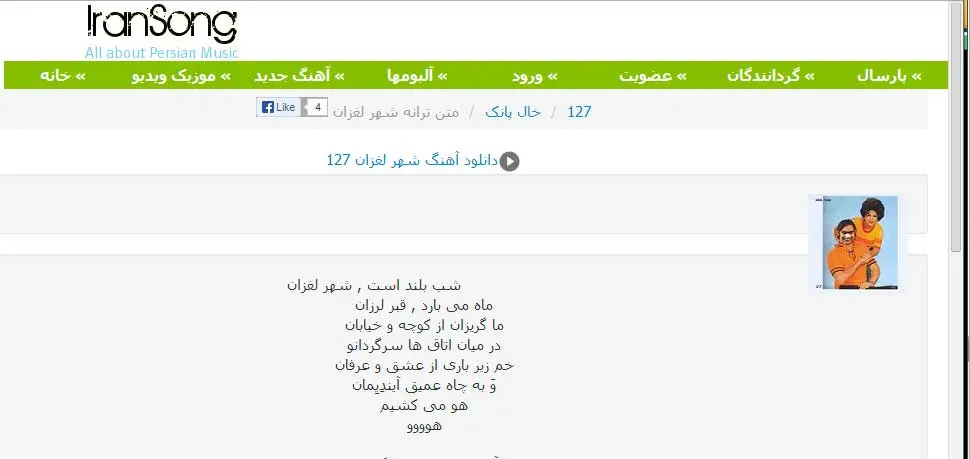 IranSong
All about Persian Music
» پارسال » گردانندگان » عضویت » ورود » آلبومها » آهنگ جدید » موزیک ویدیو » خانه
127 / خال پانک / متن ترانه شهر لغزان Like 4
دانلود آهنگ شهر لغزان 127
شب بلند است , شهر لغزان
ماه می بارد , قبر لرزان
ما گریزان از کوچه و خیابان
در میان اتاق ها سرگردانو
خم زیر باری از عشق و عرفان
وَ به چاه عمیق آیندِیمان
هو می کشیم
هوووو